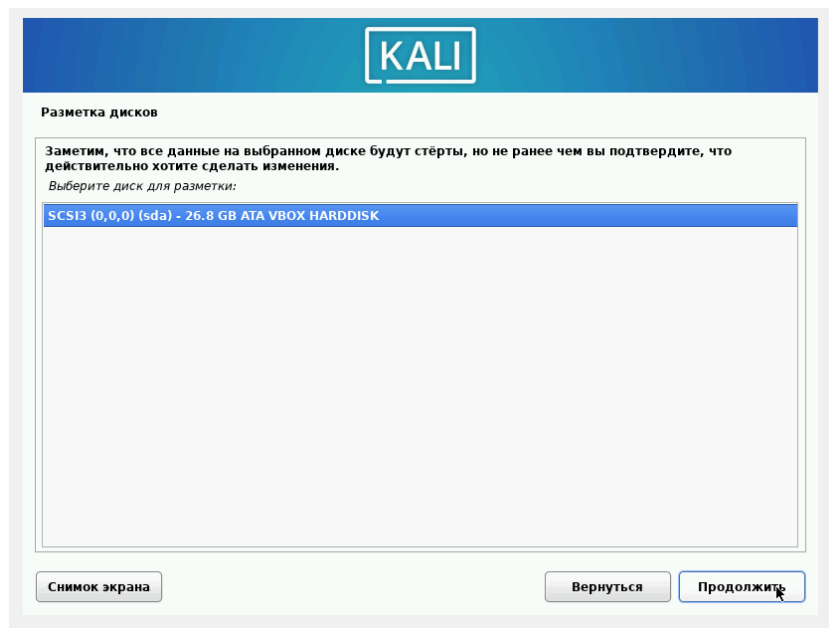 KALI
Разметка дисков
Заметим, что все данные на выбранном диске будут стёрты, но не ранее чем вы подтвердите, что
действительно хотите сделать изменения.
Выберите диск для разметки:
SCSI3 (0,0,0) (sda) - 26.8 GB ATA VBOX HARDDISK
Снимок экрана
Вернуться
Продолжить